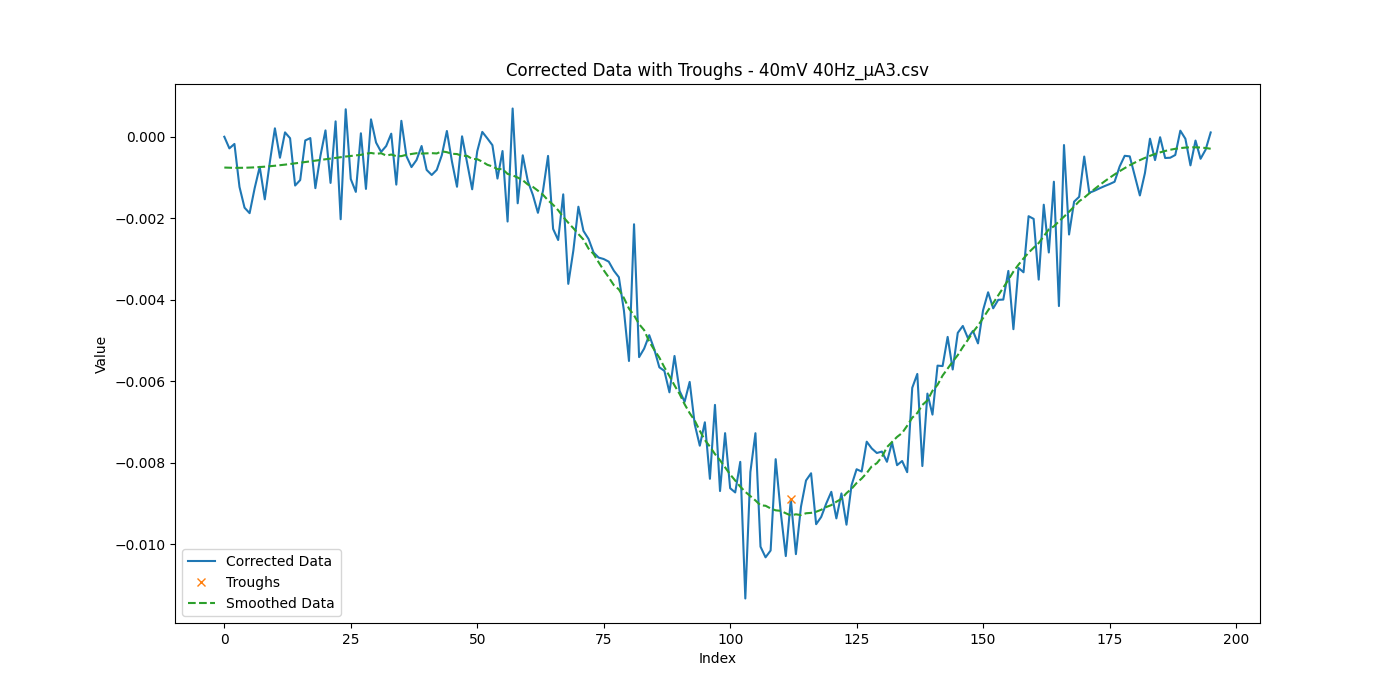 Corrected Data with Troughs - 40mV 40Hz_µA3.csv
0.000
−0.002
−0.004
−0.006
−0.008
−0.010
Value
Corrected Data
Troughs
Smoothed Data
0 25 50 75 100 125 150 175 200
Index